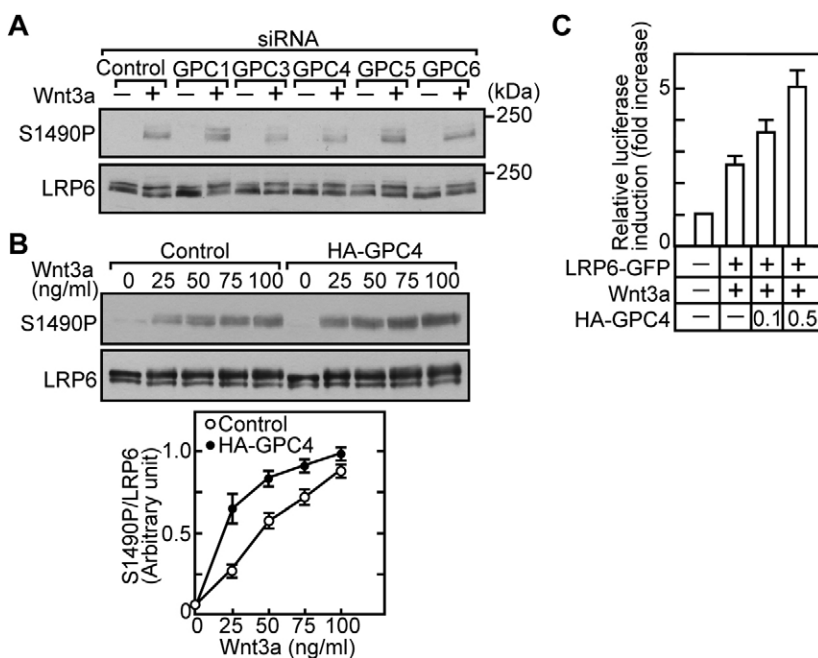 A
siRNA
Control GPC1 GPC3 GPC4 GPC5 GPC6
Wnt3a − + − + − + − + − + − + (kDa)
S1490P
250
LRP6
250
B
Control HA-GPC4
Wnt3a
(ng/ml)
0 25 50 75 100 0 25 50 75 100
S1490P
LRP6
Control
HA-GPC4
S1490P/LRP6
(Arbitrary unit)
1.0
0.5
0
0 25 50 75 100
Wnt3a (ng/ml)
C
Relative luciferase
induction (fold increase)
5
0
LRP6-GFP − + + +
Wnt3a − + + +
HA-GPC4 − − 0.1 0.5